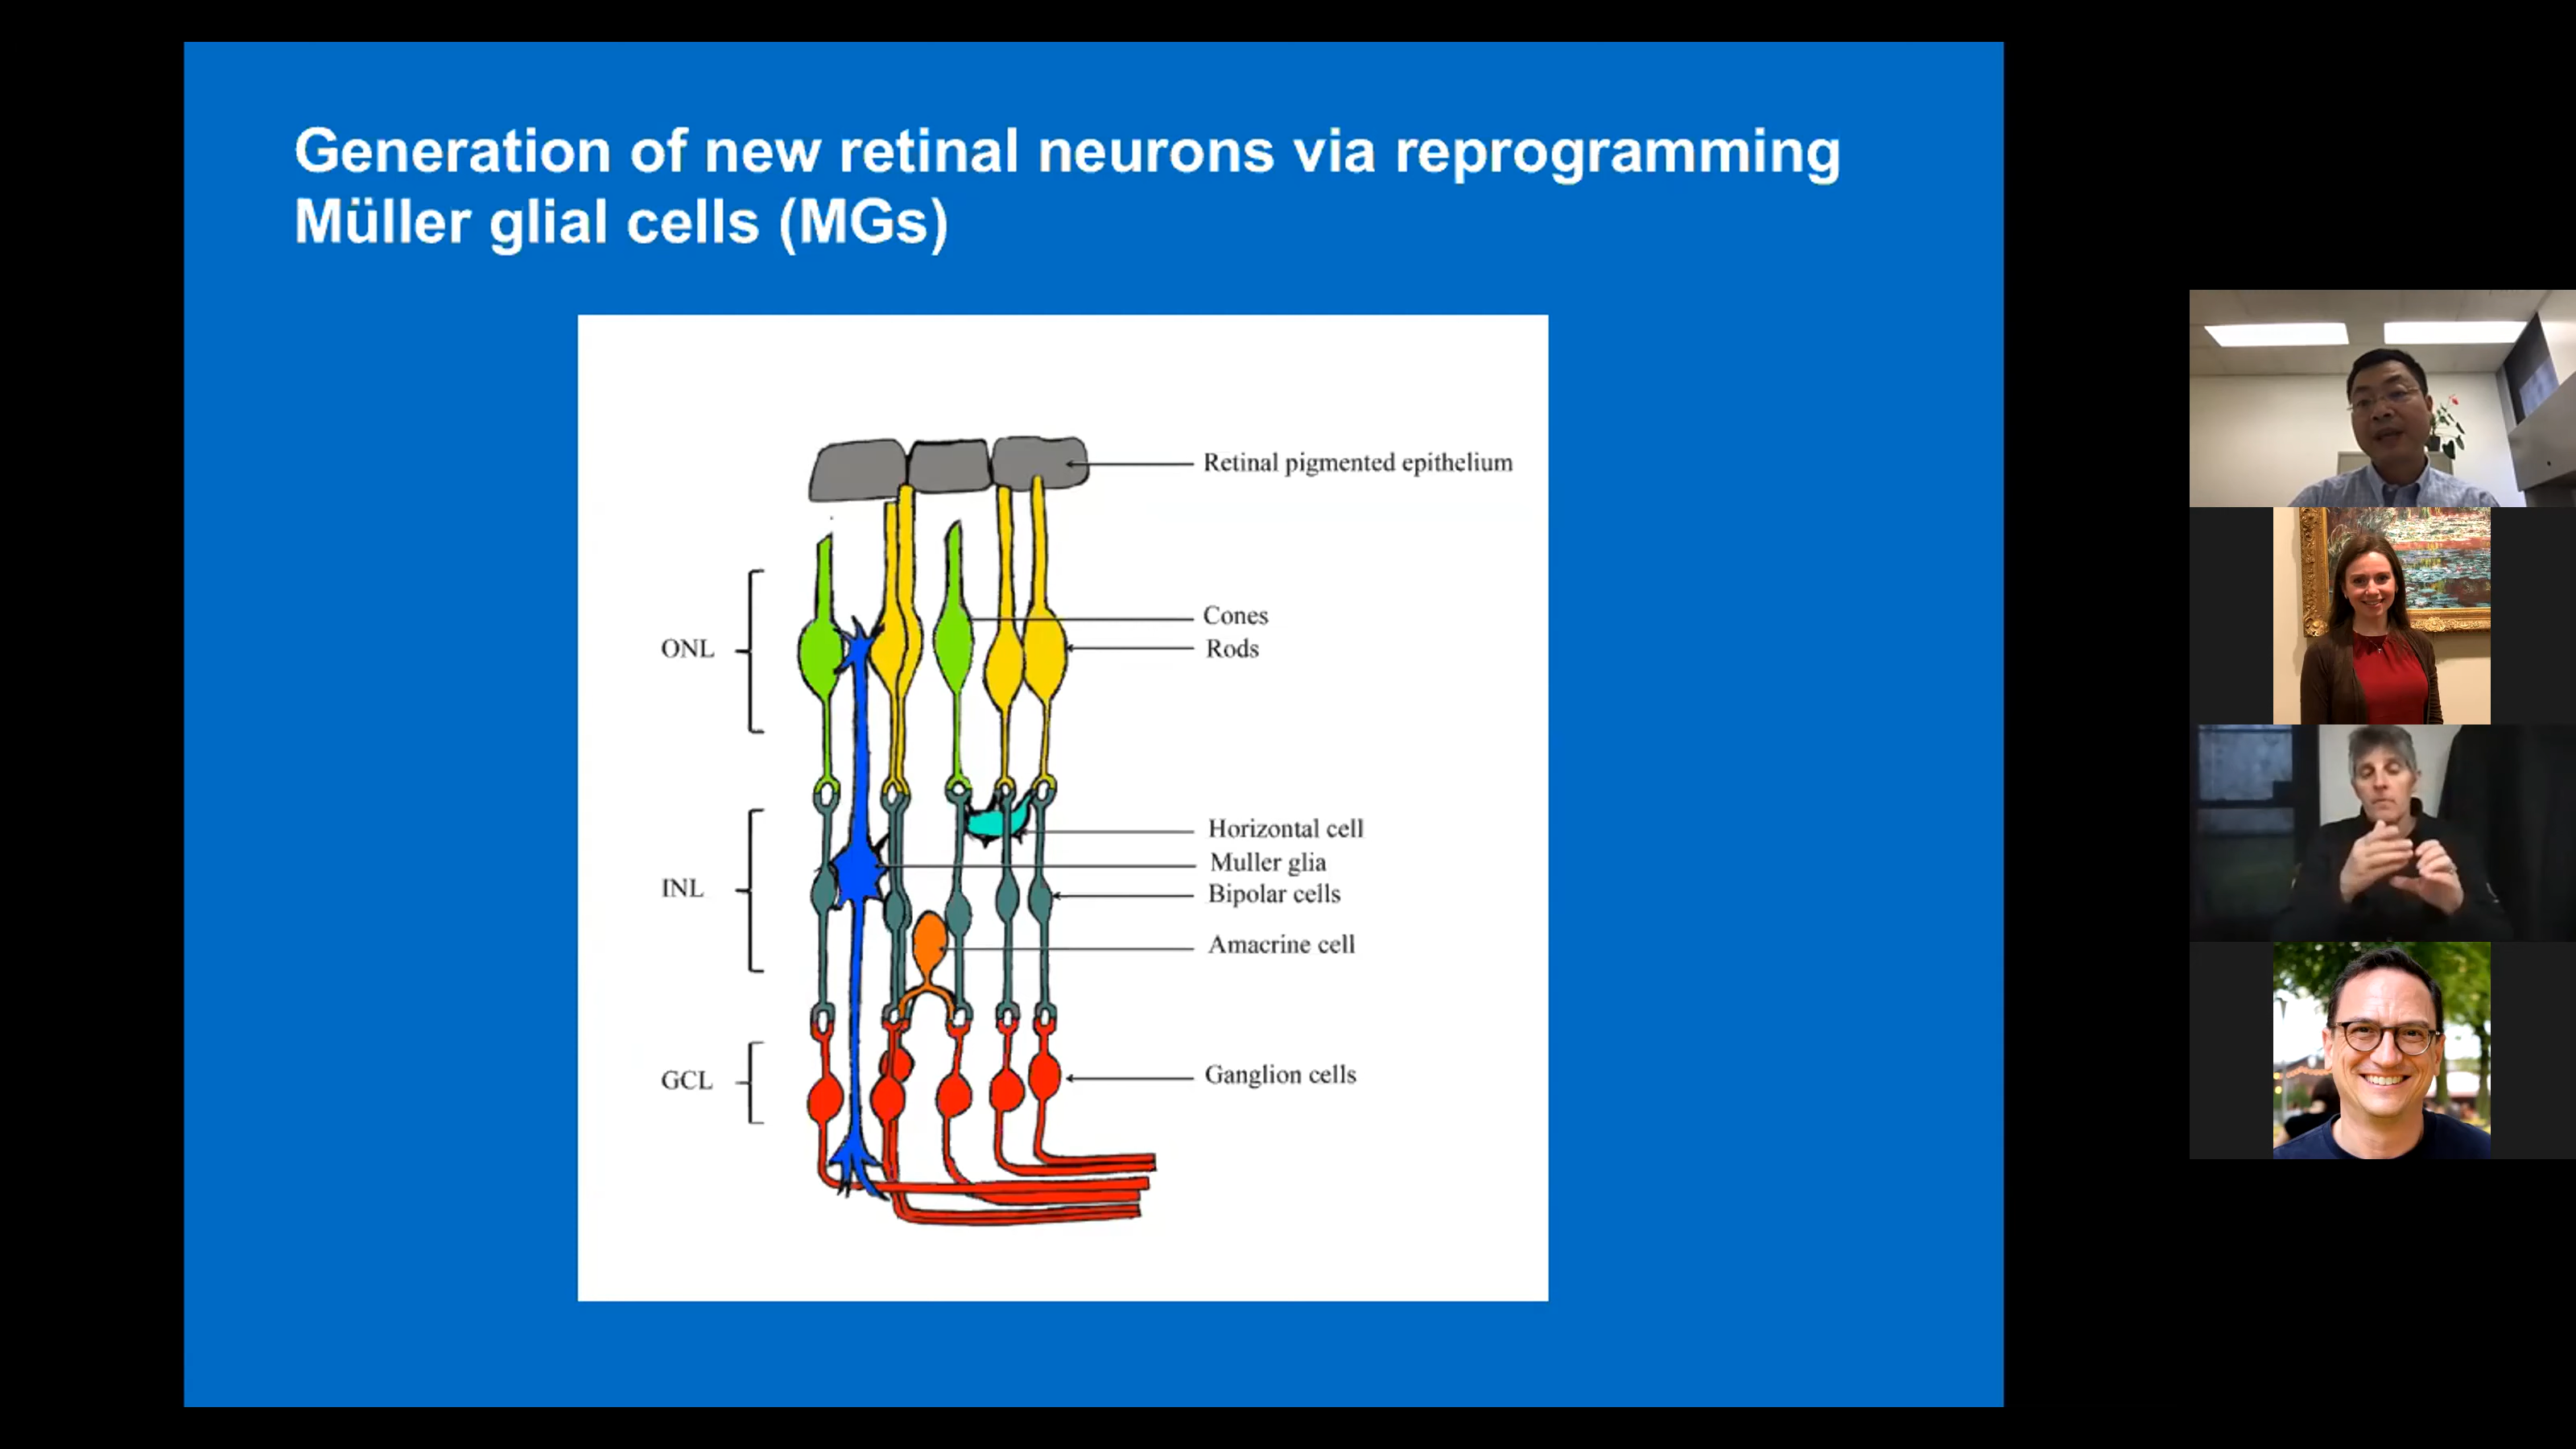 Generation of new retinal neurons via reprogramming
Müller glial cells (MGs)
Retinal pigmented epithelium
Cones
ONL
Rods
Horizontal cell
Muller glia
INL
Bipolar cells
Amacrine cell
GCL
Ganglion cells